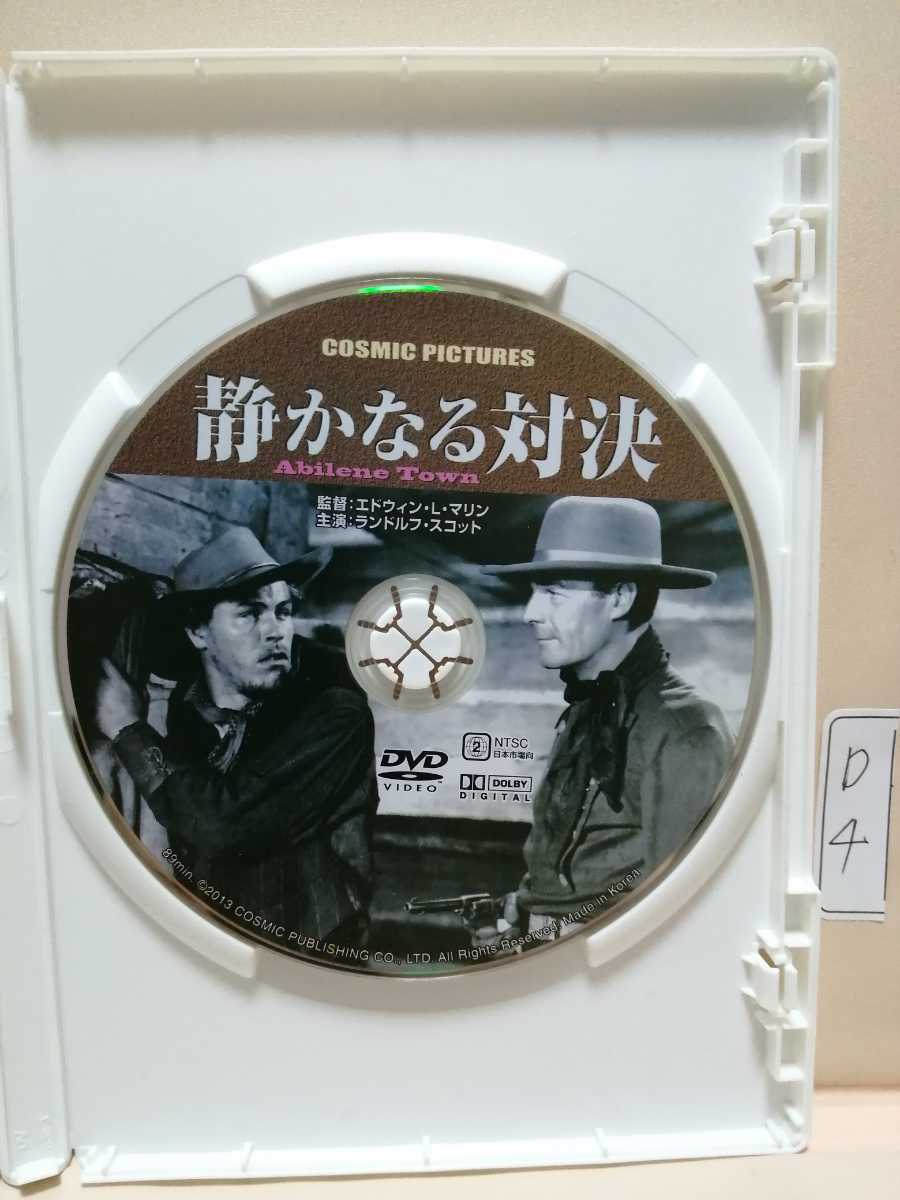 COSMIC PICTURES
静かなる対決
Abilene Town
監督:エドウィン・L・マリン
主演:ランドルフ・スコット
DVD
VIDEO
2
NTSC
日本市場向
DOLBY
DIGITAL
89min. ©2013 COSMIC PUBLISHING CO., LTD All Rights Reserved. Made in Korea.
D
4